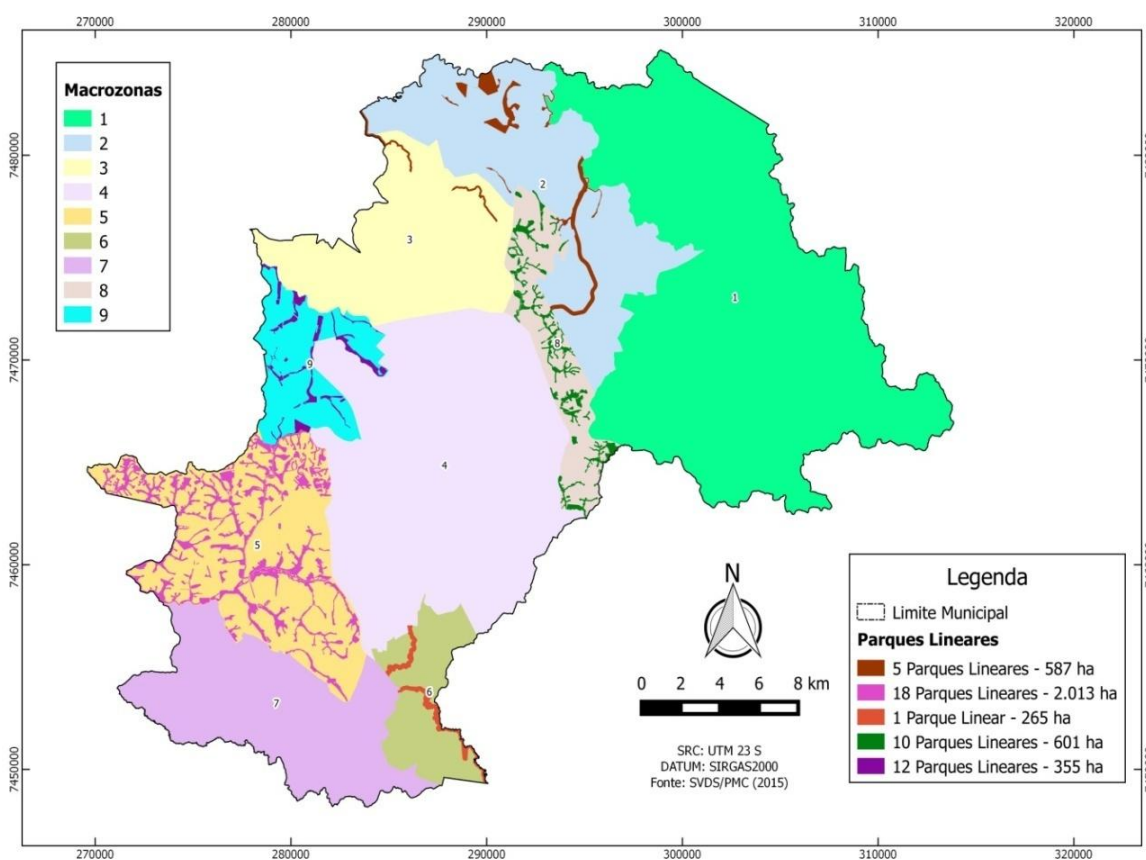 270000 280000 290000 300000 310000 320000
Macrozonas
1
2
3
4
5
6
7
8
9
7480000
7470000
7460000
7450000
2
3
1
8
9
4
5
6
7
N
0 2 4 6 8 km
SRC: UTM 23 S
DATUM: SIRGAS2000
Fonte: SVDS/PMC (2015)
Legenda
Limite Municipal
Parques Lineares
5 Parques Lineares - 587 ha
18 Parques Lineares - 2.013 ha
1 Parque Linear - 265 ha
10 Parques Lineares - 601 ha
12 Parques Lineares - 355 ha
270000 280000 290000 300000 310000 320000